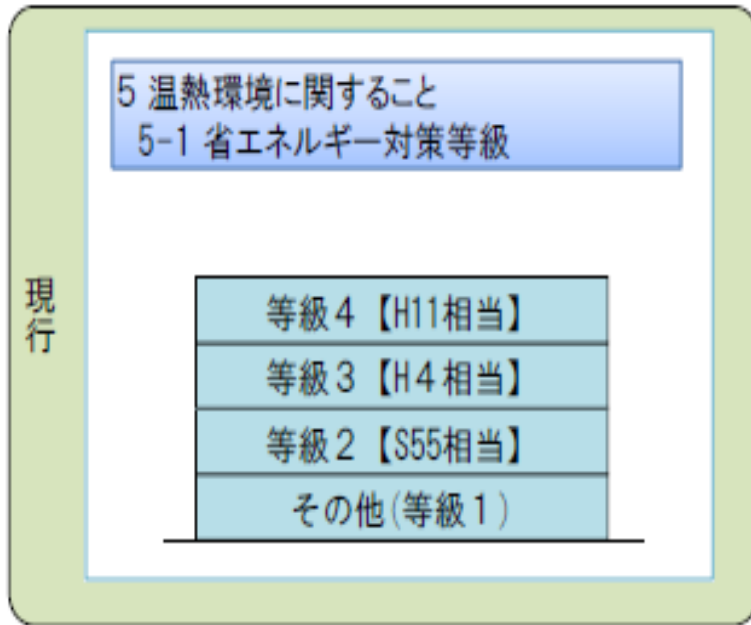 現行
5 温熱環境に関すること
5-1 省エネルギー対策等級
等級４【H11相当】
等級３【H４相当】
等級２【S55相当】
その他(等級１)